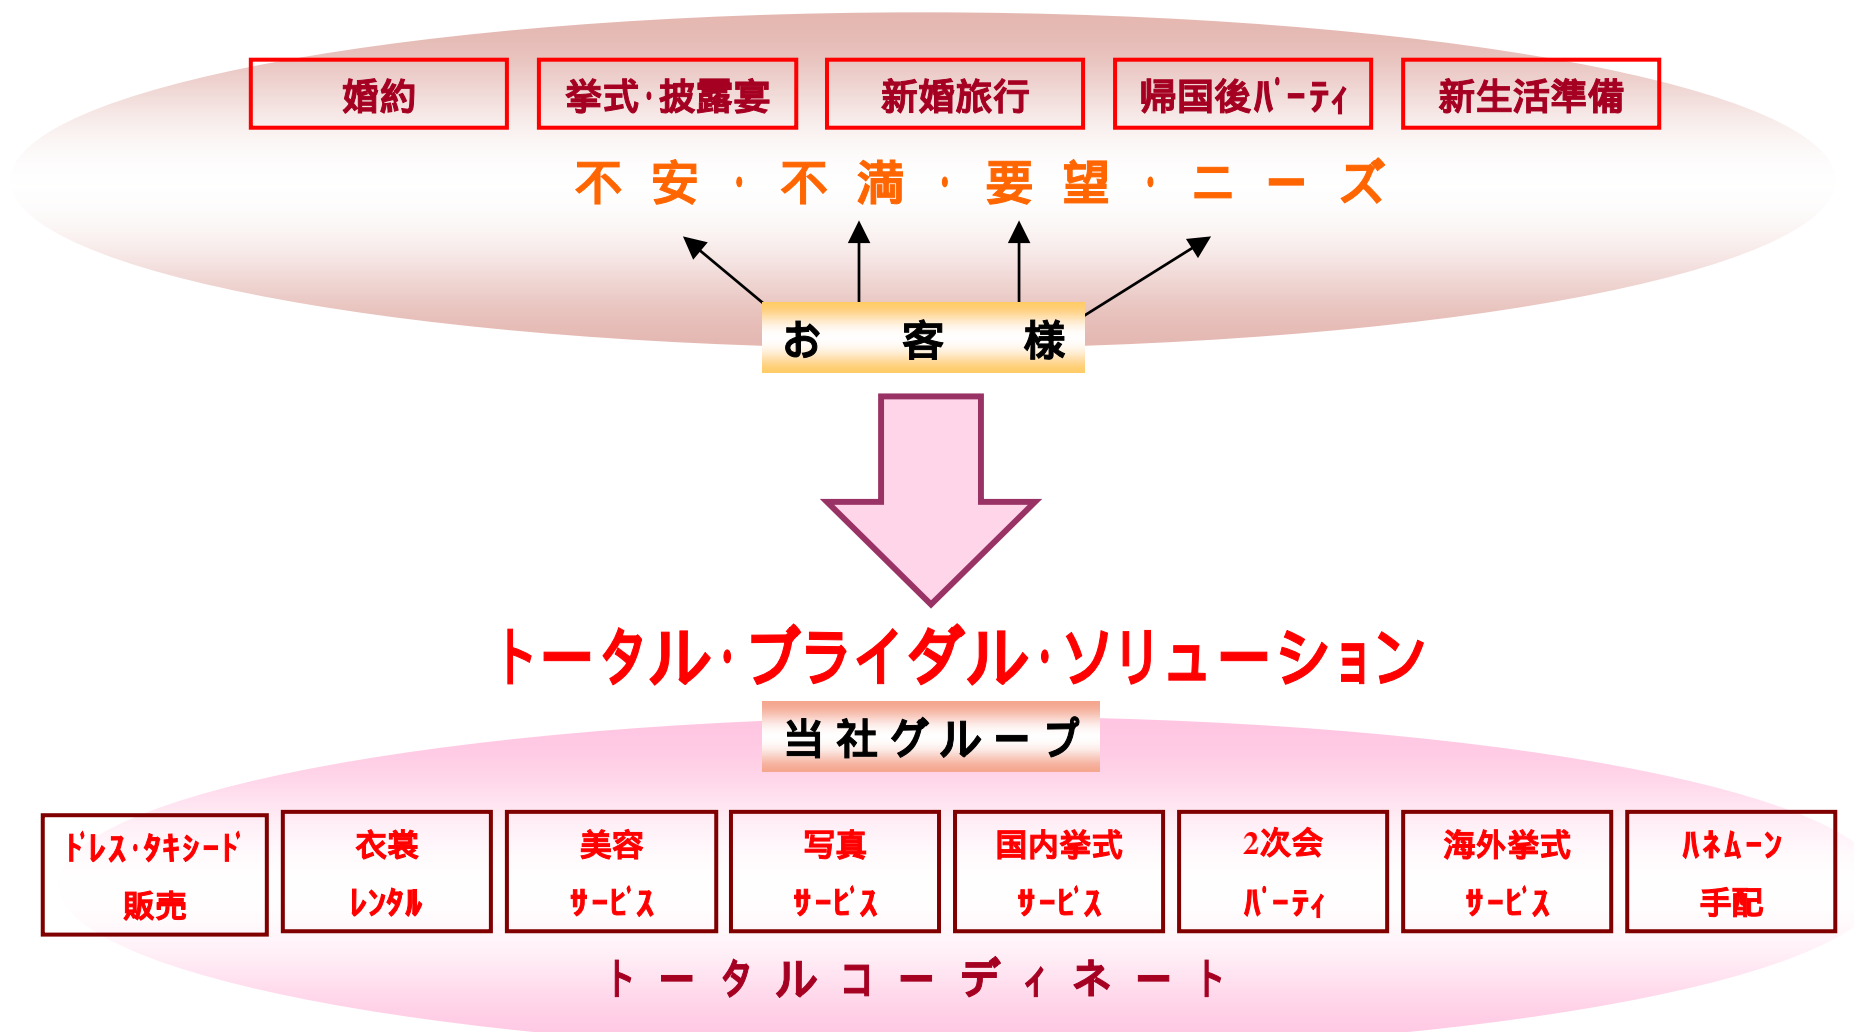 婚約
挙式・披露宴
新婚旅行
帰国後ﾊﾟｰﾃｨ
新生活準備
不安・不満・要望・ニーズ
お客様
トータル・ブライダル・ソリューション
当社グループ
ﾄﾞﾚｽ・ﾀｷｼｰﾄﾞ
販売
衣裳
ﾚﾝﾀﾙ
美容
ｻｰﾋﾞｽ
写真
ｻｰﾋﾞｽ
国内挙式
ｻｰﾋﾞｽ
2次会
ﾊﾟｰﾃｨ
海外挙式
ｻｰﾋﾞｽ
ﾊﾈﾑｰﾝ
手配
トータルコーディネート